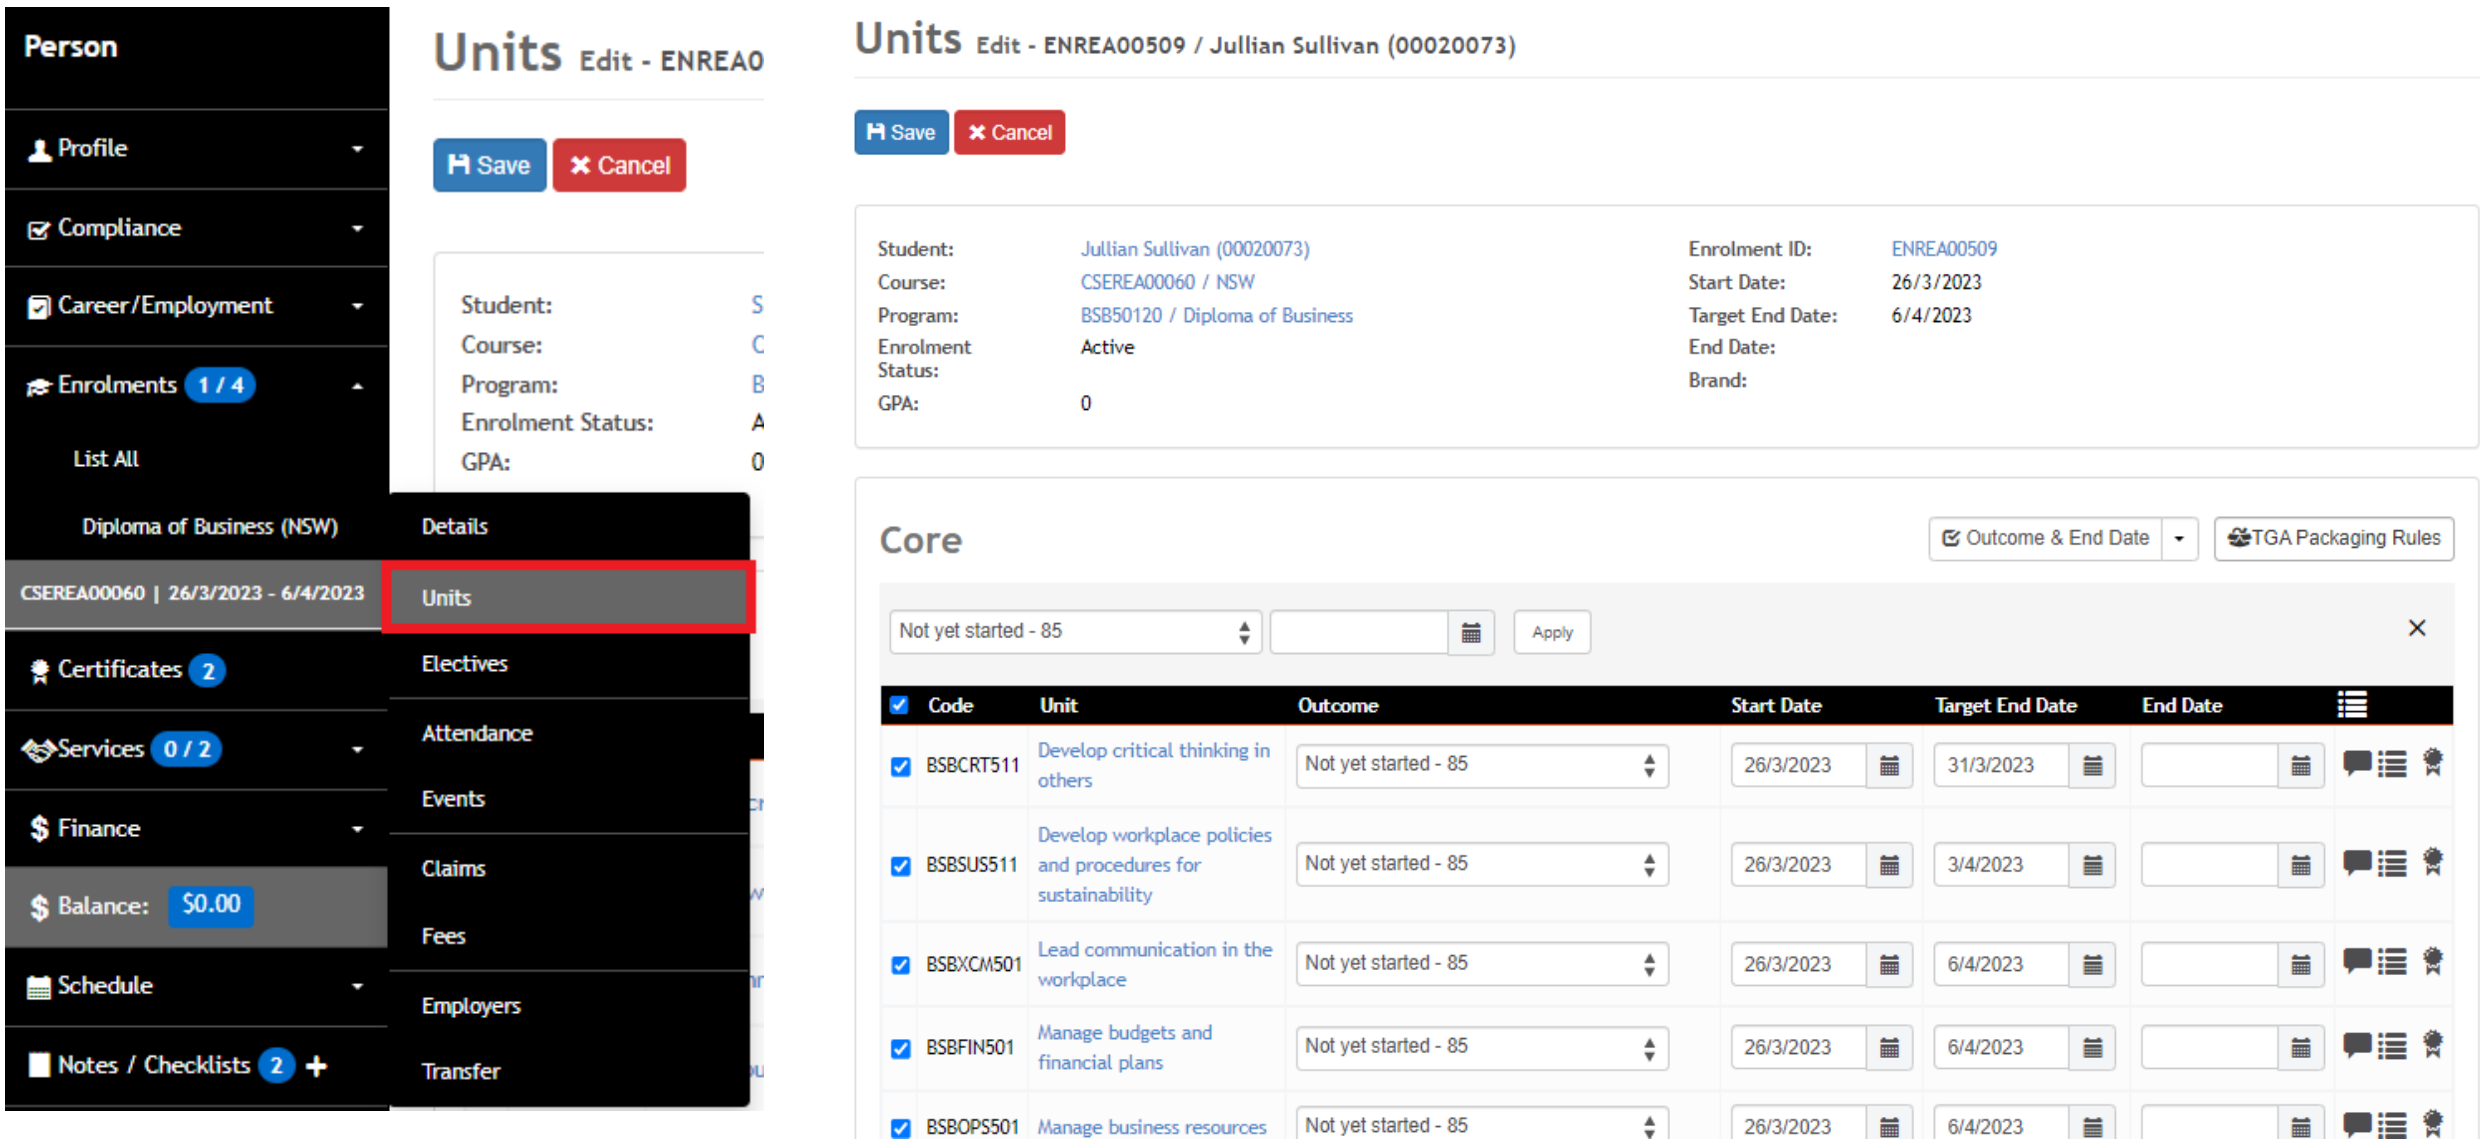 Person
Profile
Compliance
Career/Employment
Enrolments 1 / 4
List All
Diploma of Business (NSW)
CSEREA00060 | 26/3/2023 - 6/4/2023
Certificates 2
Services 0 / 2
$ Finance
$ Balance: $0.00
Schedule
Notes / Checklists 2 +
Details
Units
Electives
Attendance
Events
Claims
Fees
Employers
Transfer
Units Edit - ENREA0
Save Cancel
Student: S
Course: C
Program: B
Enrolment Status: A
GPA: 0
Units Edit - ENREA00509 / Jullian Sullivan (00020073)
Save Cancel
Student: Jullian Sullivan (00020073)
Course: CSEREA00060 / NSW
Program: BSB50120 / Diploma of Business
Enrolment Status: Active
GPA: 0
Enrolment ID: ENREA00509
Start Date: 26/3/2023
Target End Date: 6/4/2023
End Date:
Brand:
Core
Outcome & End Date TGA Packaging Rules
Not yet started - 85 Apply
Code Unit Outcome Start Date Target End Date End Date
BSBCRT511 Develop critical thinking in others Not yet started - 85 26/3/2023 31/3/2023
BSBSUS511 Develop workplace policies and procedures for sustainability Not yet started - 85 26/3/2023 3/4/2023
BSBXCM501 Lead communication in the workplace Not yet started - 85 26/3/2023 6/4/2023
BSBFIN501 Manage budgets and financial plans Not yet started - 85 26/3/2023 6/4/2023
BSBOPS501 Manage business resources Not yet started - 85 26/3/2023 6/4/2023